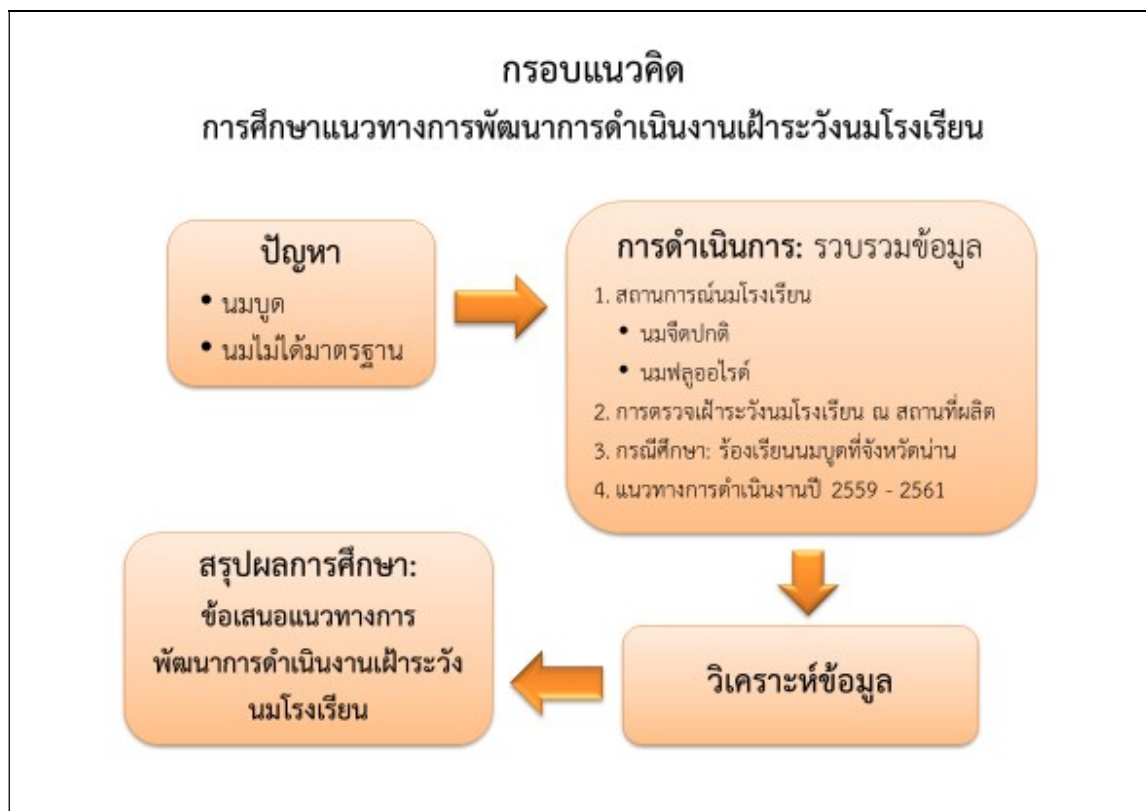 กรอบแนวคิด
การศึกษาแนวทางการพัฒนาการดำเนินงานเฝ้าระวังนมโรงเรียน
ปัญหา
• นมบูด
• นมไม่ได้มาตรฐาน
การดำเนินการ: รวบรวมข้อมูล
1. สถานการณ์นมโรงเรียน
• นมจืดปกติ
• นมฟลูออไรด์
2. การตรวจเฝ้าระวังนมโรงเรียน ณ สถานที่ผลิต
3. กรณีศึกษา: ร้องเรียนนมบูดที่จังหวัดน่าน
4. แนวทางการดำเนินงานปี 2559 - 2561
วิเคราะห์ข้อมูล
สรุปผลการศึกษา:
ข้อเสนอแนวทางการ
พัฒนาการดำเนินงานเฝ้าระวัง
นมโรงเรียน